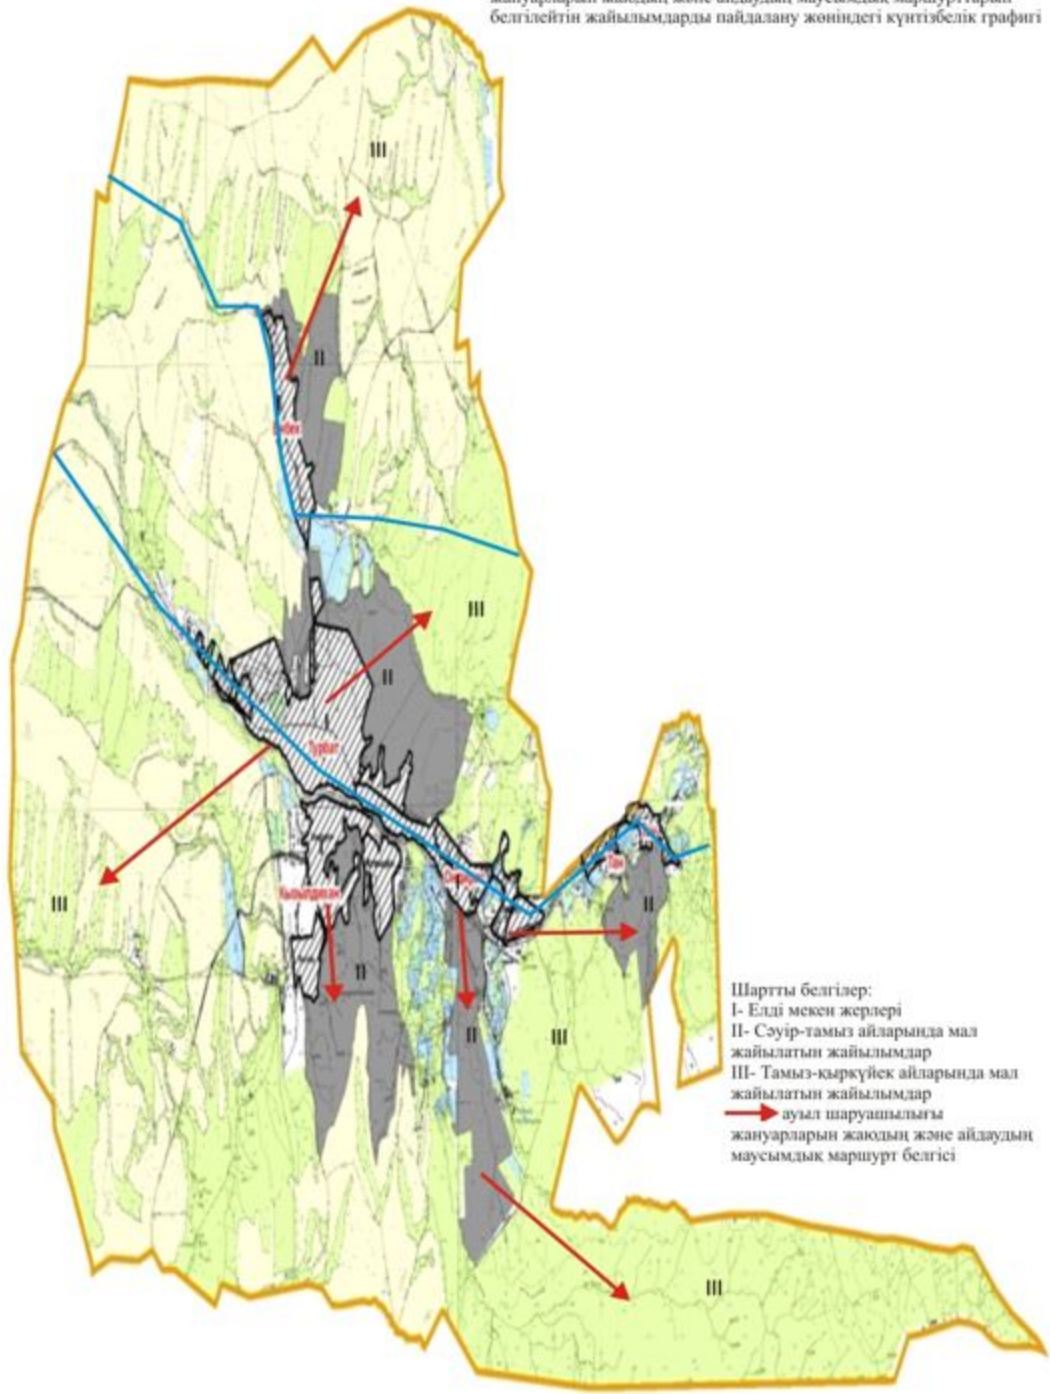 белгілейтін жайылымдарды пайдалану жөніндегі күнтізбелік графигі
III
II
III
II
I
Турбат
Қызылдихан
Тан
III
II
II
II
III
Шартты белгілер:
I- Елді мекен жерлері
II- Сәуір-тамыз айларында мал
жайылатын жайылымдар
III- Тамыз-қыркүйек айларында мал
жайылатын жайылымдар
ауыл шаруашылығы
жануарларын жаюдың және айдаудың
маусымдық маршурт белгісі
III